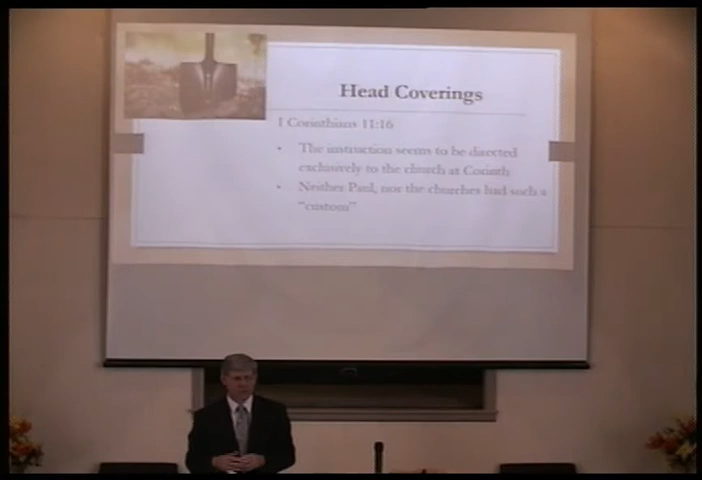 Head Coverings
1 Corinthians 11:16
• The instruction seems to be directed
exclusively to the church at Corinth
• Neither Paul, nor the churches had such a
"custom"